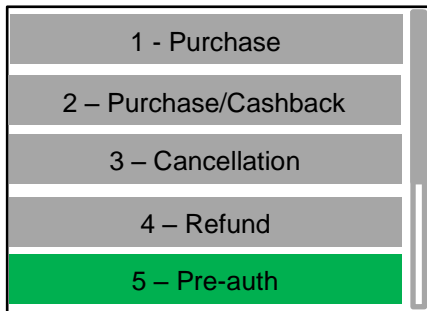 1 - Purchase
2 – Purchase/Cashback
3 – Cancellation
4 – Refund
5 – Pre-auth